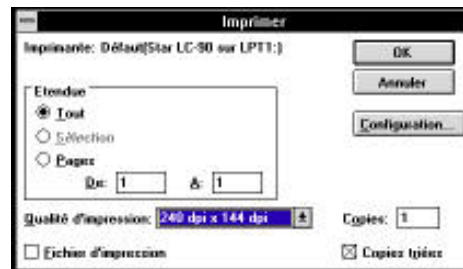 Imprimer
Imprimante: Défaut(Star LC-90 sur LPT1:)
OK
Annuler
Configuration...
Etendue
Tout
Sélection
Pages
De: 1 A: 1
Qualité d'impression: 240 dpi x 144 dpi
Copies: 1
Fichier d'impression
Copies triées